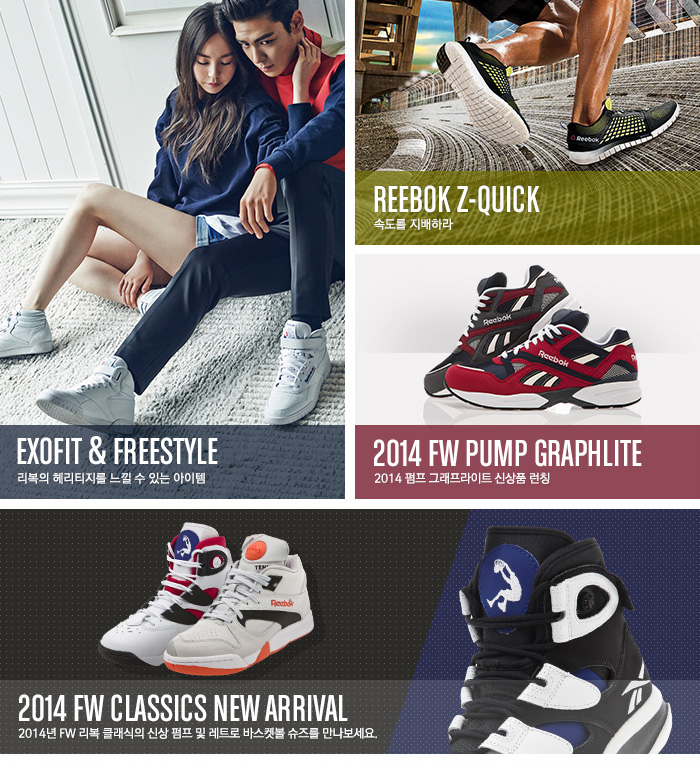 Reebok
REEBOK Z-QUICK
속도를 지배하라
EXOFIT & FREESTYLE
리복의 헤리티지를 느낄 수 있는 아이템
Reebok
Reebok
2014 FW PUMP GRAPHLITE
2014 펌프 그래프라이트 신상품 런칭
Reebok
2014 FW CLASSICS NEW ARRIVAL
2014년 FW 리복 클래식의 신상 펌프 및 레트로 바스켓볼 슈즈를 만나보세요.